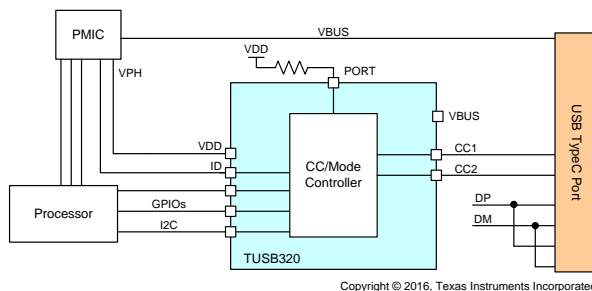 PMIC
VBUS
VDD
VPH
PORT
VBUS
VDD
ID
CC/Mode
Controller
CC1
CC2
USB TypeC Port
Processor
GPIOs
I2C
DP
DM
TUSB320
Copyright © 2016, Texas Instruments Incorporated